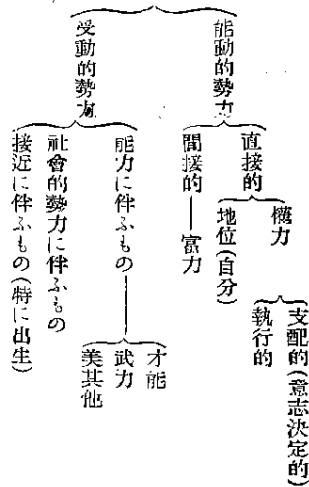 能動的勢力
直接的
權力
支配的(意志決定的)
執行的
地位(自分)
間接的――富力
受動的勢力
能力に伴ふもの――
才能
武力
美其他
社會的勢力に伴ふもの
接近に伴ふもの(特に出生)